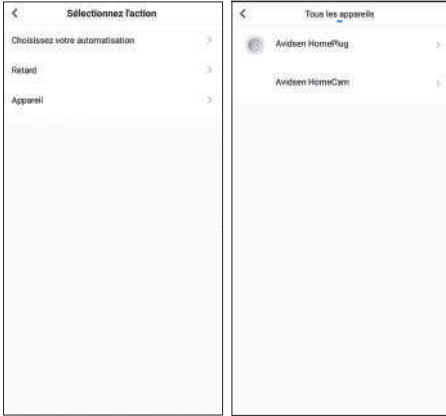 Sélectionnez l'action
Choisissez votre automatisation
Retard
Appareil
Tous les appareils
Avidsen HomePlug
Avidsen HomeCam